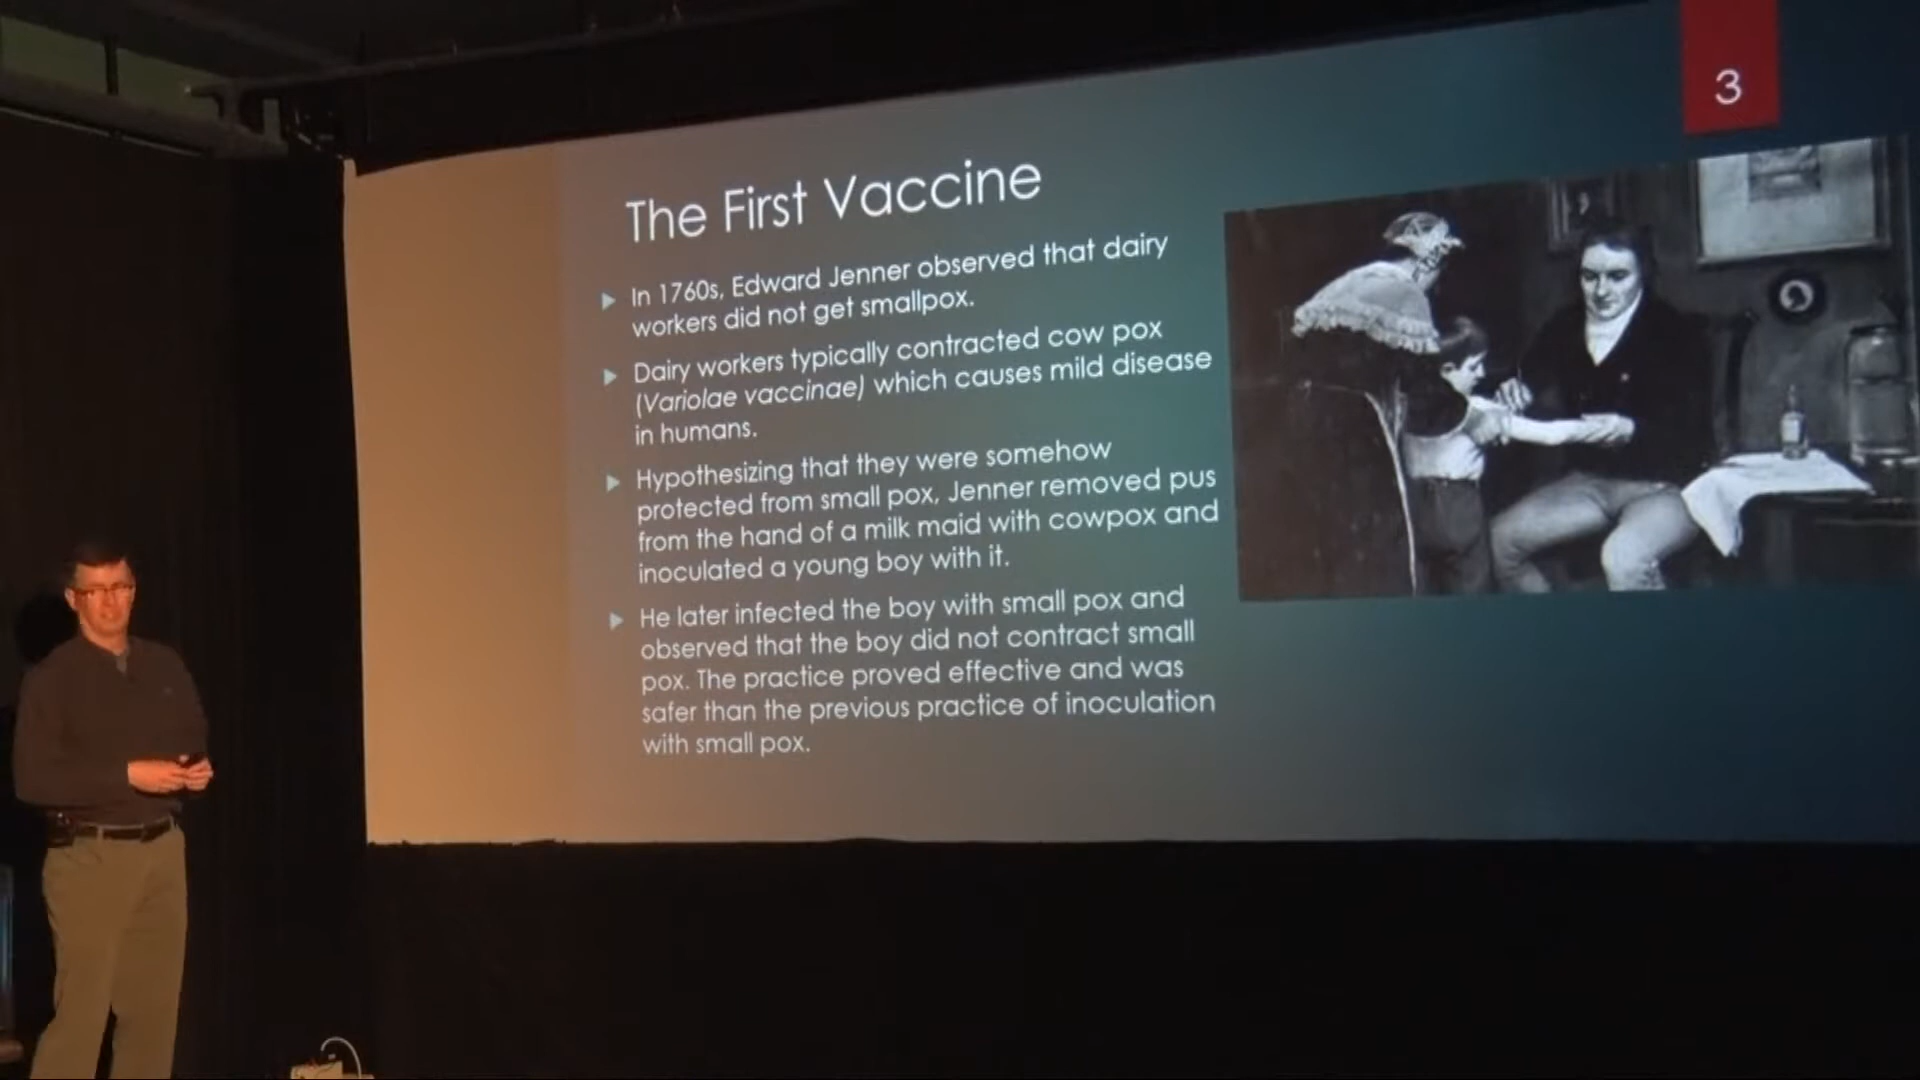 3
The First Vaccine
In 1760s, Edward Jenner observed that dairy
workers did not get smallpox.
Dairy workers typically contracted cow pox
(Variolae vaccinae) which causes mild disease
in humans.
Hypothesizing that they were somehow
protected from small pox, Jenner removed pus
from the hand of a milk maid with cowpox and
inoculated a young boy with it.
He later infected the boy with small pox and
observed that the boy did not contract small
pox. The practice proved effective and was
safer than the previous practice of inoculation
with small pox.